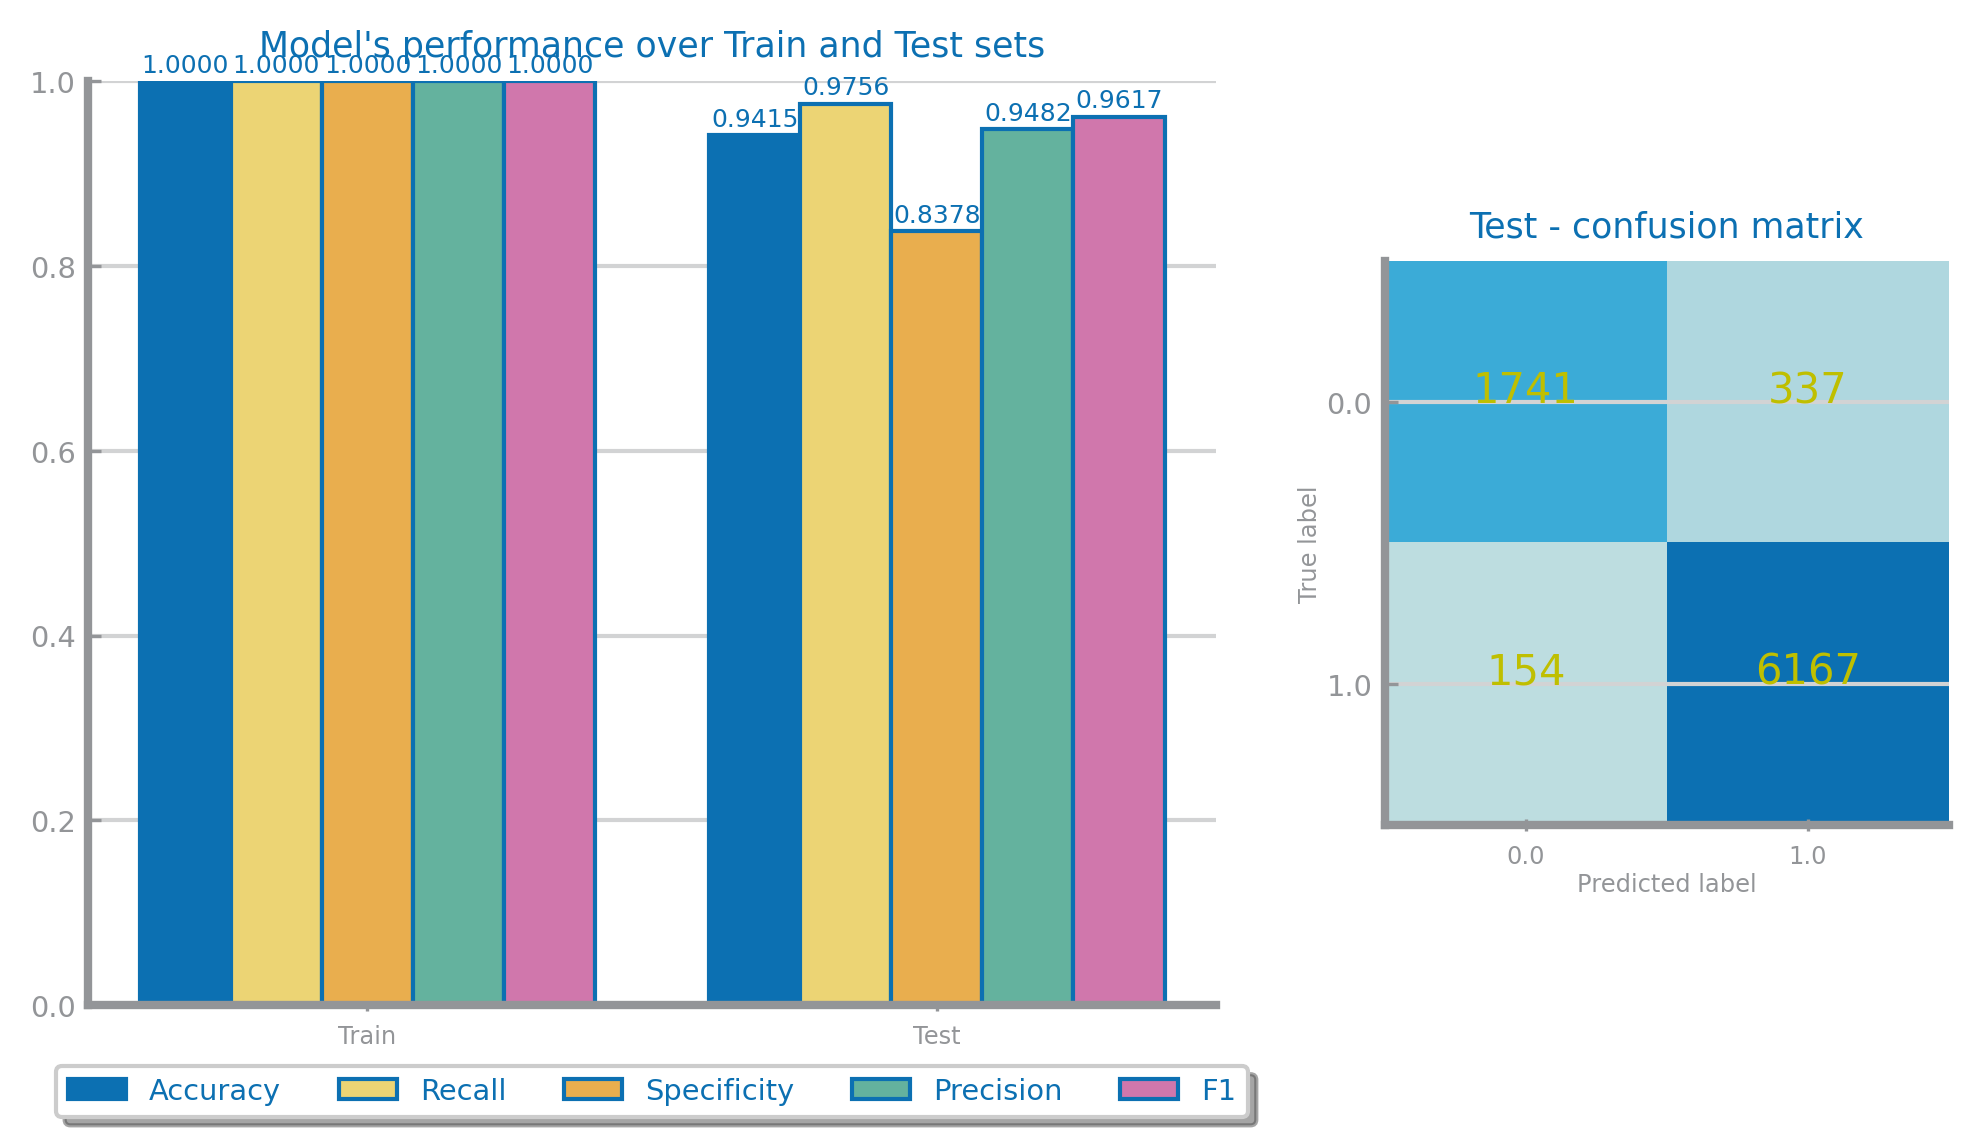 Model's performance over Train and Test sets
1.0000 1.0000 1.0000 1.0000 1.0000
0.9415 0.9756 0.8378 0.9482 0.9617
1.0
0.8
0.6
0.4
0.2
0.0
Train Test
Accuracy Recall Specificity Precision F1
Test - confusion matrix
True label
0.0 1741 337
1.0 154 6167
0.0 1.0
Predicted label